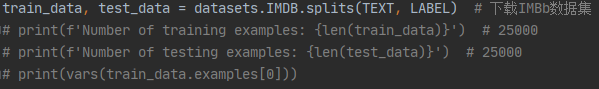 train_data, test_data = datasets.IMDB.splits(TEXT, LABEL)  # 下载IMBb数据集
# print(f'Number of training examples: {len(train_data)}')  # 25000
# print(f'Number of testing examples: {len(test_data)}')  # 25000
# print(vars(train_data.examples[0]))